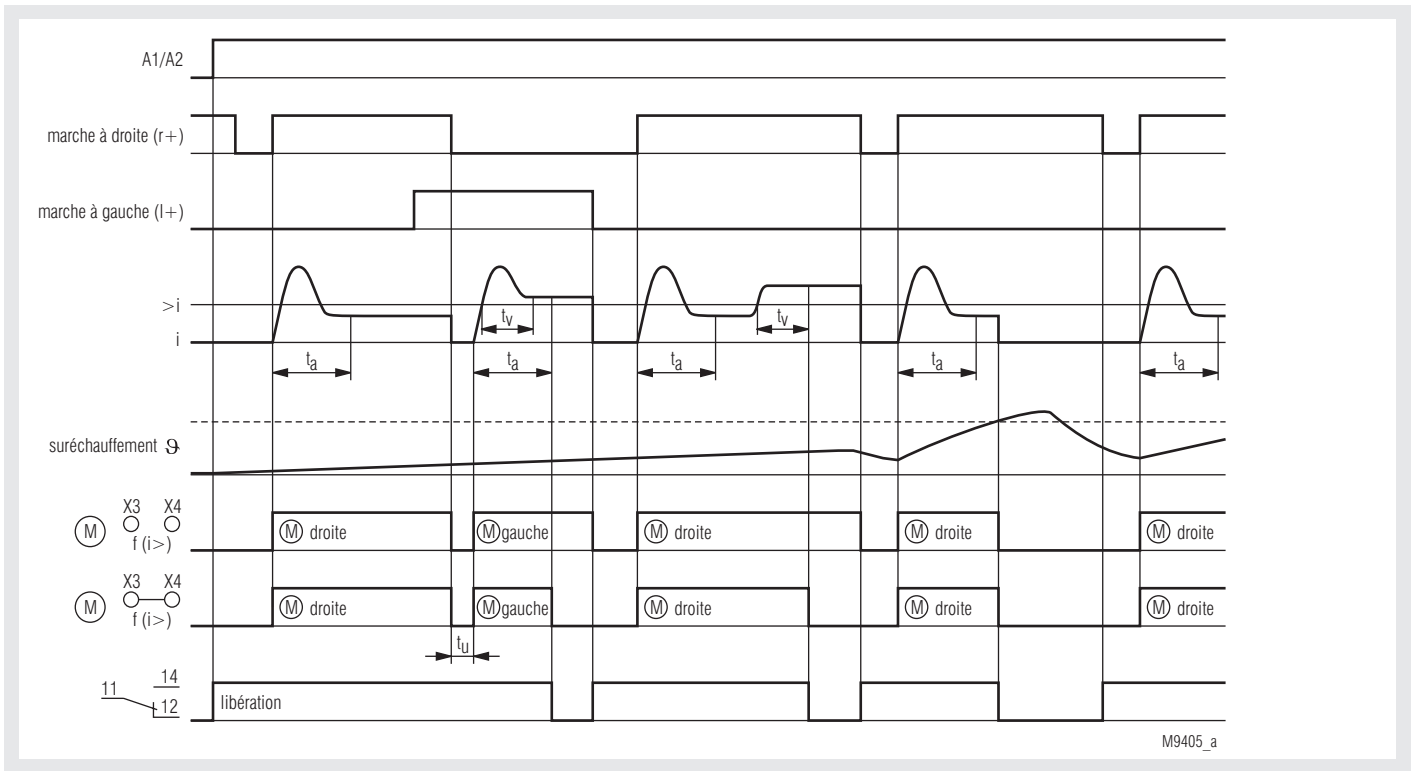 A1/A2
marche à droite (r+)
marche à gauche (l+)
>i
i
tv
tv
ta
ta
ta
ta
ta
suréchauffement ϑ
X3 X4
M
f (i>)
M droite
M gauche
M droite
M droite
M droite
X3 X4
M
f (i>)
M droite
M gauche
M droite
M droite
M droite
tu
11
14
12
libération
M9405_a